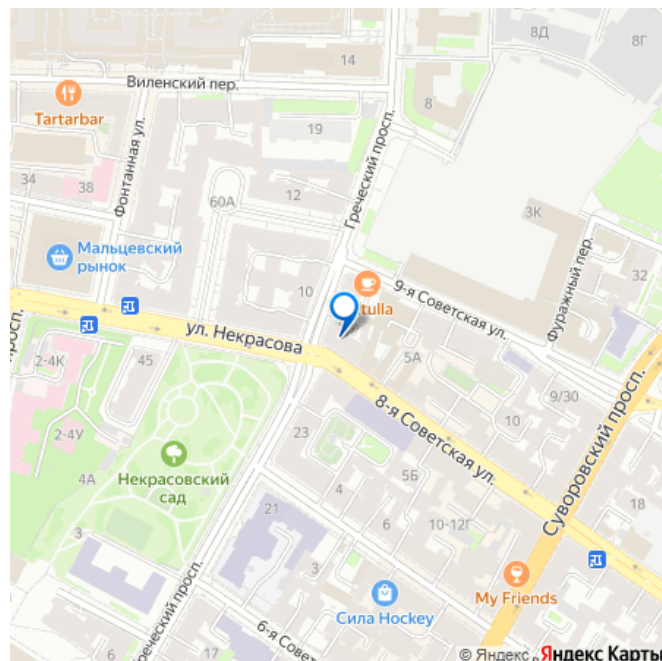 8Д
8Г
14
Виленский пер.
Tartarbar
8
19
Фонтанная ул.
Греческий просп.
34
38
12
60А
3К
Мальцевский
рынок
Фуражный пер.
32
10
9-я Советская ул.
tulla
просп.
ул. Некрасова
45
2-4К
5А
9/30
8-я Советская ул.
10
2-4У
23
Суворовский просп.
Некрасовский
сад
4А
5Б
4
6
10-12Г
18
21
3
My Friends
Сила Hockey
Греческий просп.
6-я Сове
© Яндекс Яндекс Карты